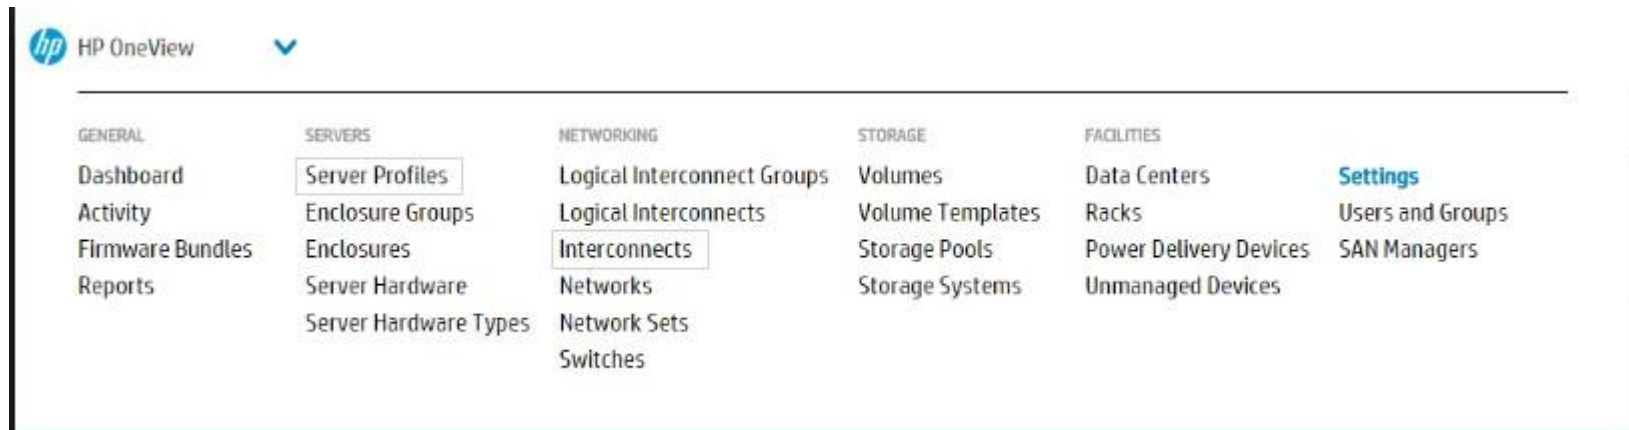 hp HP OneView
GENERAL
Dashboard
Activity
Firmware Bundles
Reports
SERVERS
Server Profiles
Enclosure Groups
Enclosures
Server Hardware
Server Hardware Types
NETWORKING
Logical Interconnect Groups
Logical Interconnects
Interconnects
Networks
Network Sets
Switches
STORAGE
Volumes
Volume Templates
Storage Pools
Storage Systems
FACILITIES
Data Centers
Racks
Power Delivery Devices
Unmanaged Devices
Settings
Users and Groups
SAN Managers